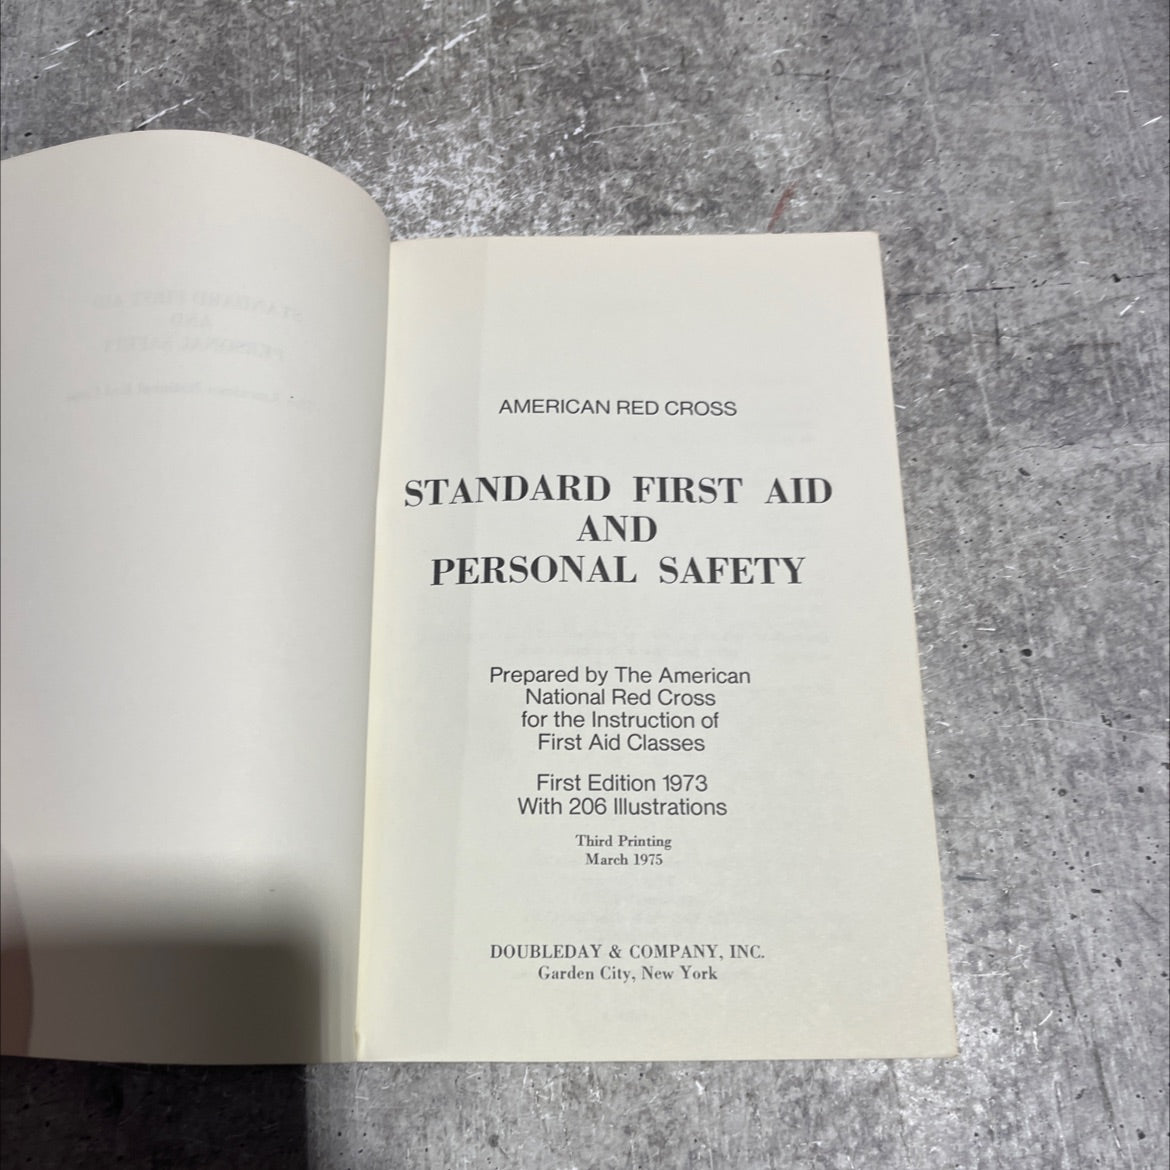 AMERICAN RED CROSS
STANDARD FIRST AID
AND
PERSONAL SAFETY
Prepared by The American
National Red Cross
for the Instruction of
First Aid Classes
First Edition 1973
With 206 Illustrations
Third Printing
March 1975
DOUBLEDAY & COMPANY, INC.
Garden City, New York